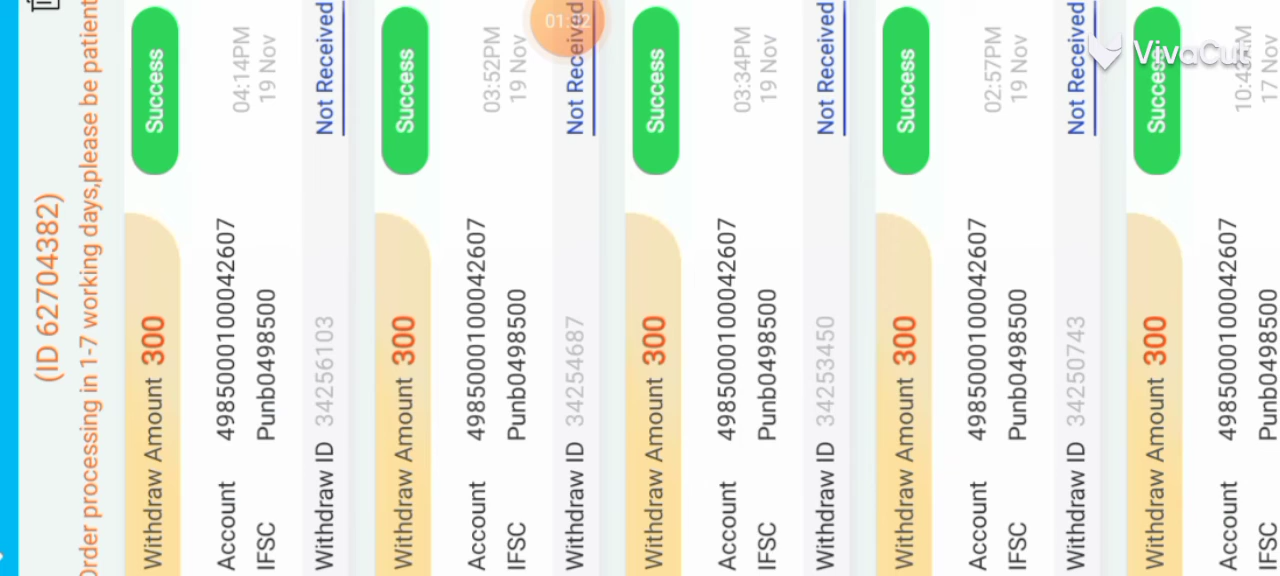 (ID 62704382)
Order processing in 1-7 working days,please be patient
Withdraw Amount 300 Success
Account 4985000100042607 04:14PM
IFSC Punb0498500 19 Nov
Withdraw ID 34256103 Not Received
Withdraw Amount 300 Success
Account 4985000100042607 03:52PM
IFSC Punb0498500 19 Nov
Withdraw ID 34254687 Not Received
Withdraw Amount 300 Success
Account 4985000100042607 03:34PM
IFSC Punb0498500 19 Nov
Withdraw ID 34253450 Not Received
Withdraw Amount 300 Success
Account 4985000100042607 02:57PM
IFSC Punb0498500 19 Nov
Withdraw ID 34250743 Not Received
Withdraw Amount 300 Success
Account 4985000100042607
IFSC Punb0498500 17 Nov
VivaCut